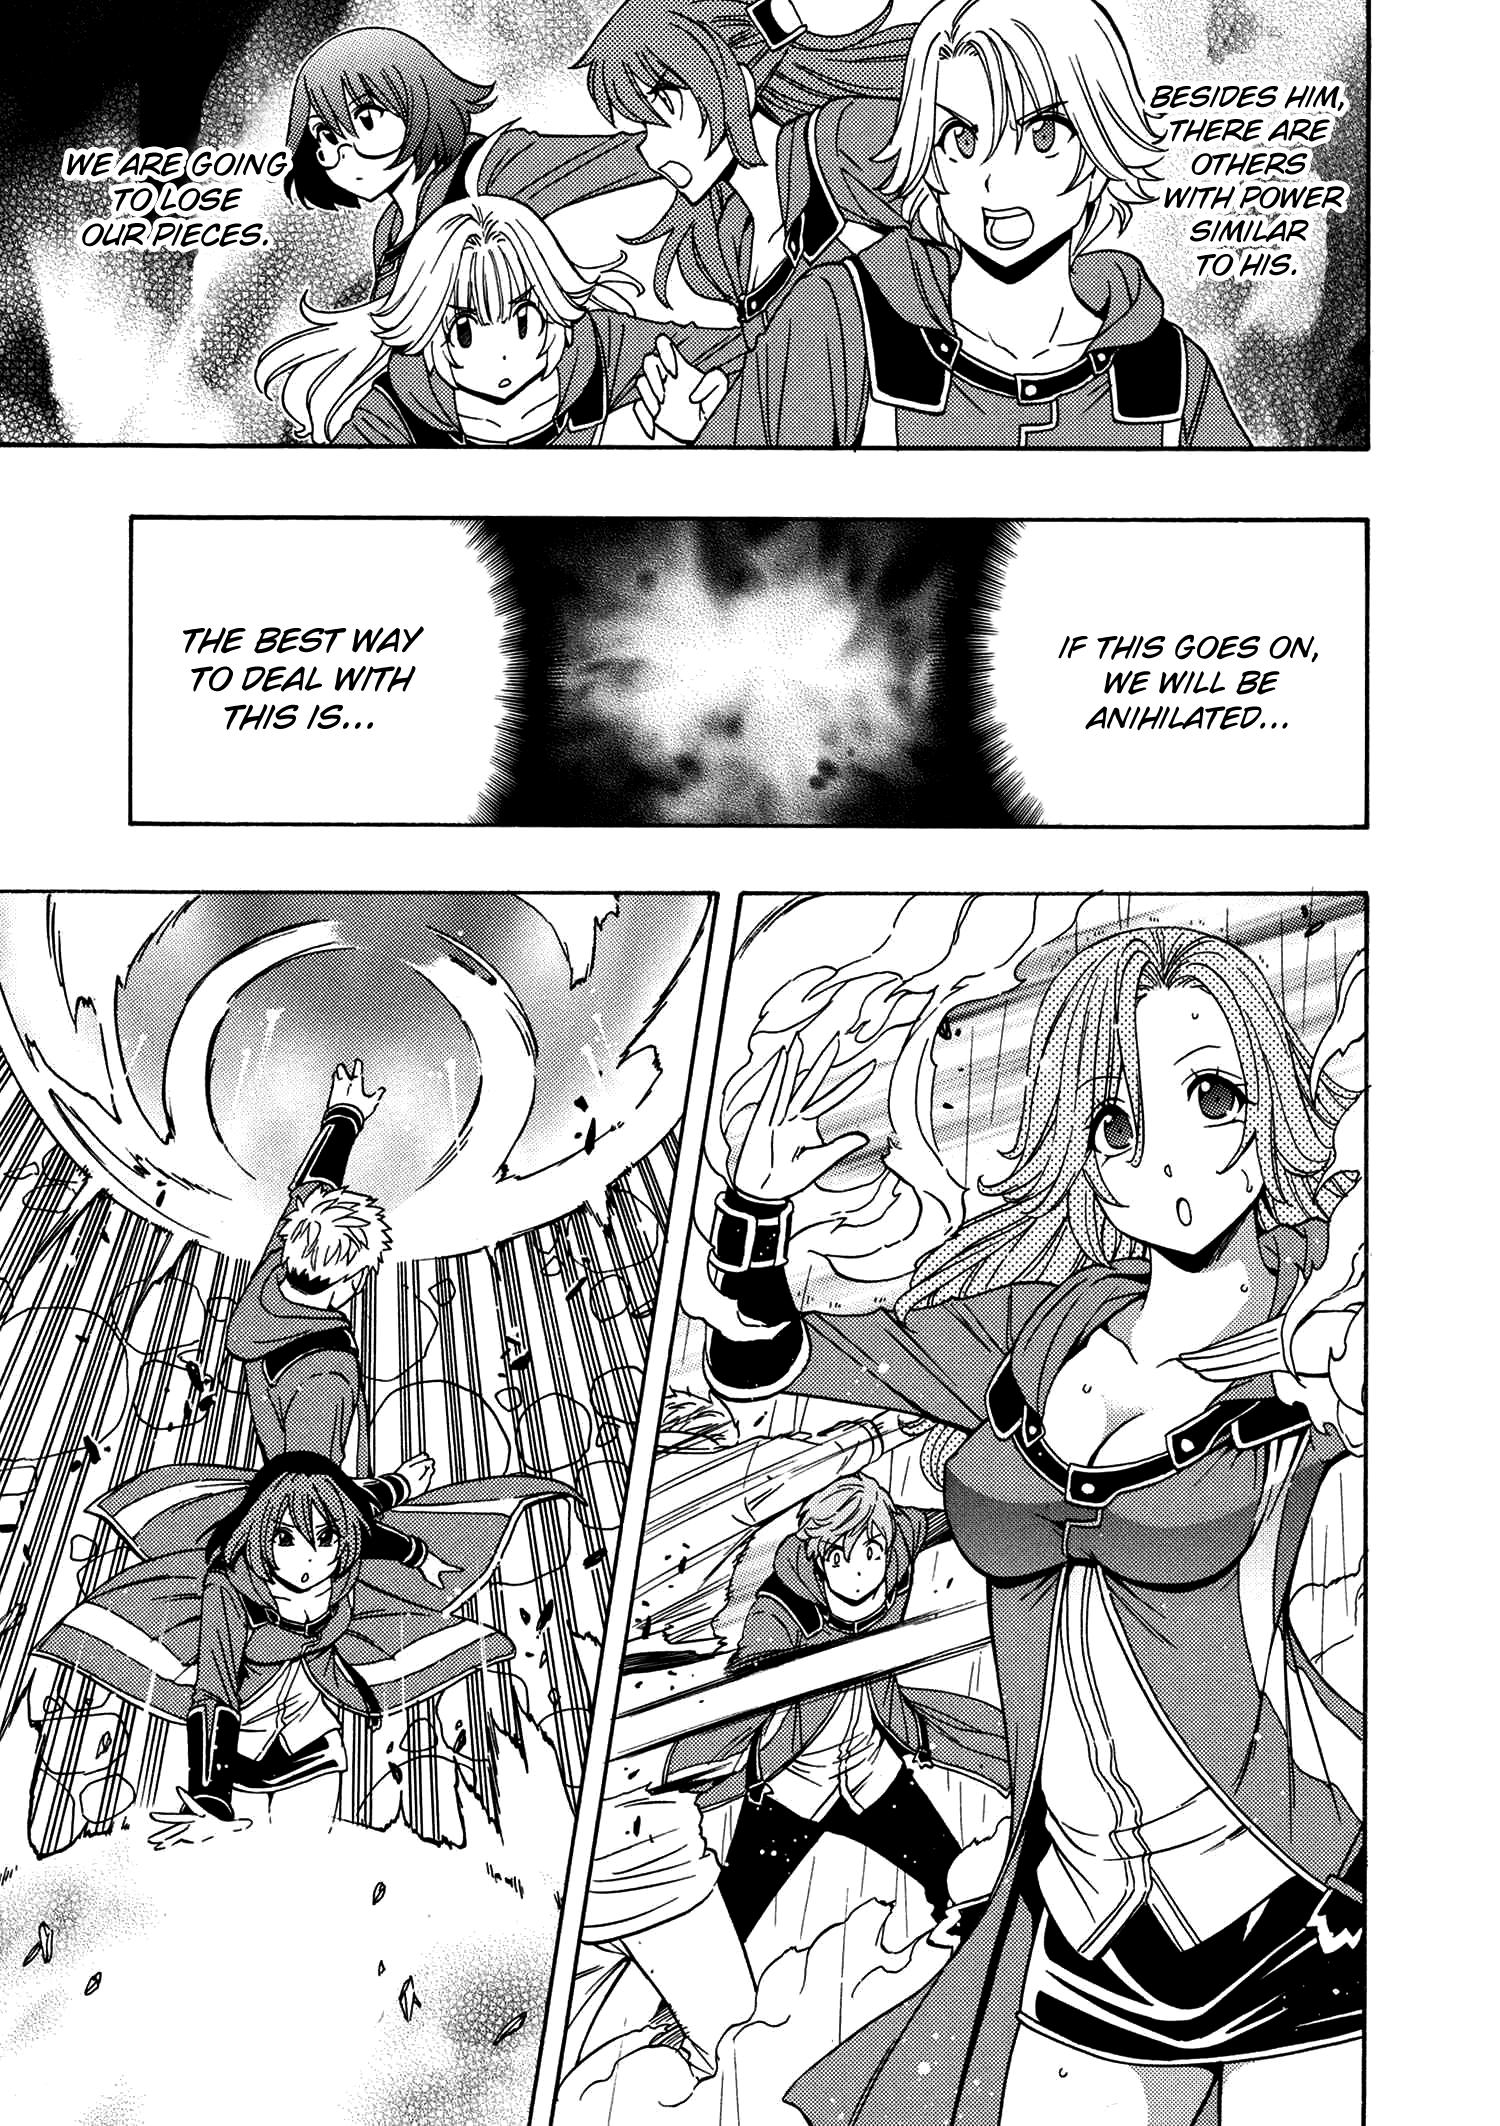 BESIDES HIM,
THERE ARE
OTHERS
WITH POWER
SIMILAR
TO HIS.
WE ARE GOING
TO LOSE
OUR PIECES.
IF THIS GOES ON,
WE WILL BE
ANIHILATED...
THE BEST WAY
TO DEAL WITH
THIS IS...